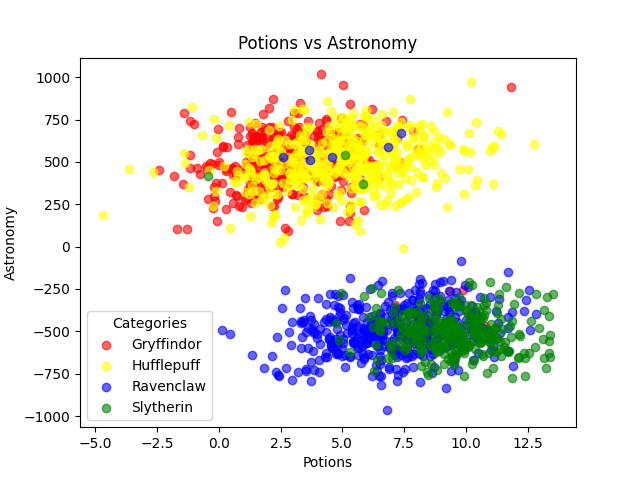 Potions vs Astronomy
1000
750
500
250
0
−250
−500
−750
−1000
Astronomy
Categories
Gryffindor
Hufflepuff
Ravenclaw
Slytherin
−5.0 −2.5 0.0 2.5 5.0 7.5 10.0 12.5
Potions